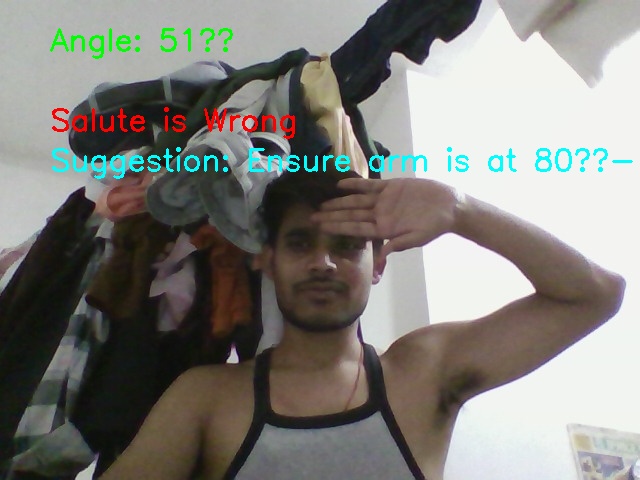 Angle: 51??
Salute is Wrong
Suggestion: Ensure arm is at 80??-